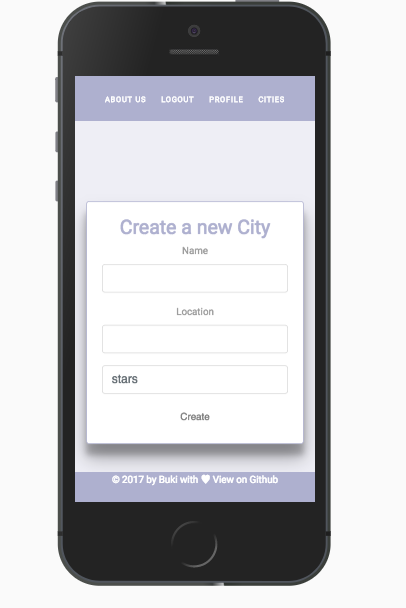 ABOUT US LOGOUT PROFILE CITIES
Create a new City
Name
Location
stars
Create
© 2017 by Buki with ♥ View on Github